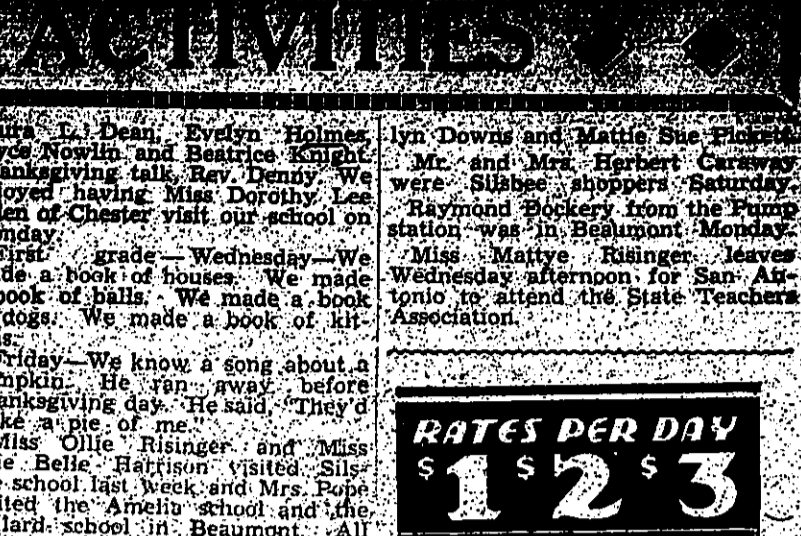 ACTIVITIES
ura L. Dean, Evelyn Holmes,
yce Nowlin and Beatrice Knight.
anksgiving talk, Rev. Denny. We
loyed having Miss Dorothy Lee
en of Chester visit our school on
nday.
irst grade—Wednesday—We
de a book of houses. We made
book of balls. We made a book
dogs. We made a book of kit-
s.
riday—We know a song about a
mpkin. He ran away before
anksgiving day. He said, "They'd
ke a pie of me."
Miss Ollie Risinger and Miss
e Belle Harrison visited Sils-
e school last week and Mrs. Pope
ited the Amelia school and the
lard school in Beaumont. All
lyn Downs and Mattie Sue Pickett.
Mr. and Mrs. Herbert Caraway
were Silsbee shoppers Saturday.
Raymond Dockery from the Pump
station was in Beaumont Monday.
Miss Mattye Risinger leaves
Wednesday afternoon for San An-
tonio to attend the State Teachers
Association.
RATES PER DAY
$1 $2 $3